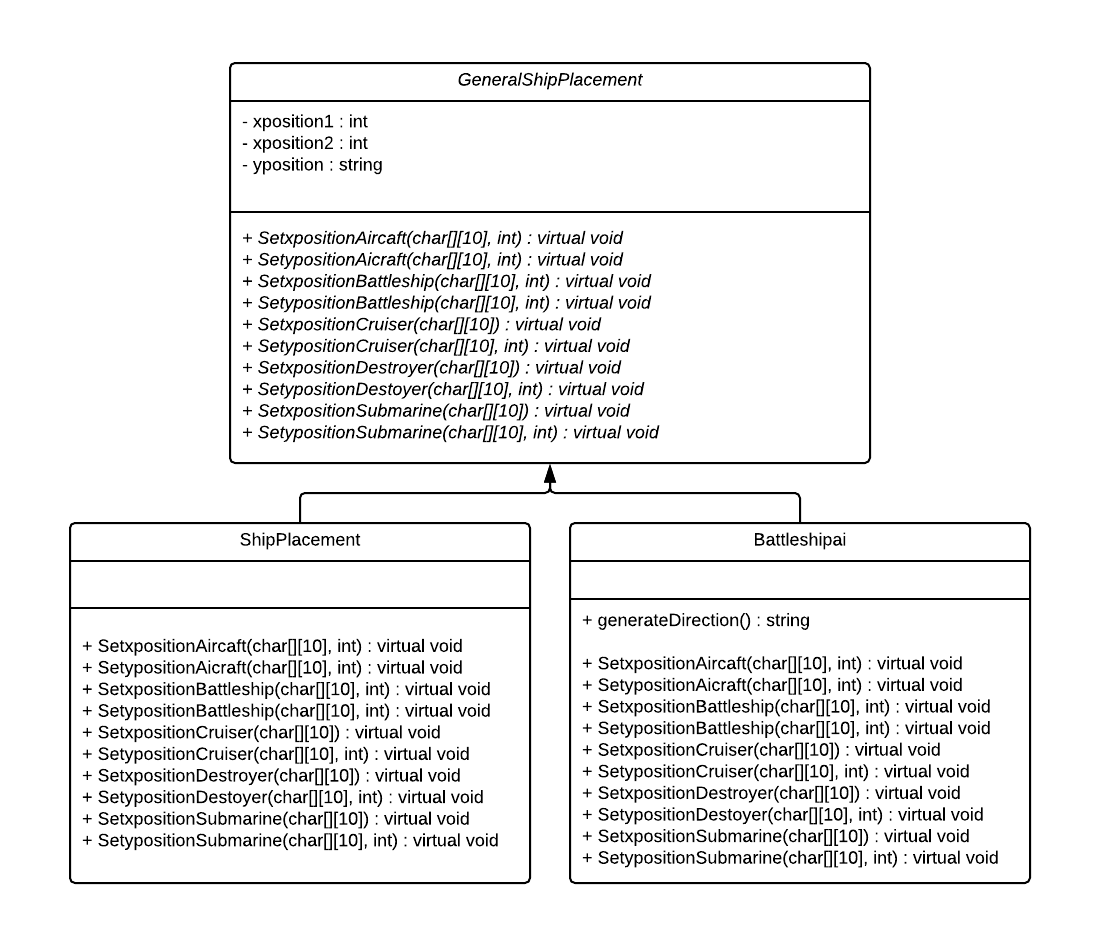 GeneralShipPlacement
- xposition1 : int
- xposition2 : int
- yposition : string
+ SetxpositionAircaft(char[][10], int) : virtual void
+ SetypositionAicraft(char[][10], int) : virtual void
+ SetxpositionBattleship(char[][10], int) : virtual void
+ SetypositionBattleship(char[][10], int) : virtual void
+ SetxpositionCruiser(char[][10]) : virtual void
+ SetypositionCruiser(char[][10], int) : virtual void
+ SetxpositionDestroyer(char[][10]) : virtual void
+ SetypositionDestoyer(char[][10], int) : virtual void
+ SetxpositionSubmarine(char[][10]) : virtual void
+ SetypositionSubmarine(char[][10], int) : virtual void
ShipPlacement
+ SetxpositionAircaft(char[][10], int) : virtual void
+ SetypositionAicraft(char[][10], int) : virtual void
+ SetxpositionBattleship(char[][10], int) : virtual void
+ SetypositionBattleship(char[][10], int) : virtual void
+ SetxpositionCruiser(char[][10]) : virtual void
+ SetypositionCruiser(char[][10], int) : virtual void
+ SetxpositionDestroyer(char[][10]) : virtual void
+ SetypositionDestoyer(char[][10], int) : virtual void
+ SetxpositionSubmarine(char[][10]) : virtual void
+ SetypositionSubmarine(char[][10], int) : virtual void
Battleshipai
+ generateDirection() : string
+ SetxpositionAircaft(char[][10], int) : virtual void
+ SetypositionAicraft(char[][10], int) : virtual void
+ SetxpositionBattleship(char[][10], int) : virtual void
+ SetypositionBattleship(char[][10], int) : virtual void
+ SetxpositionCruiser(char[][10]) : virtual void
+ SetypositionCruiser(char[][10], int) : virtual void
+ SetxpositionDestroyer(char[][10]) : virtual void
+ SetypositionDestoyer(char[][10], int) : virtual void
+ SetxpositionSubmarine(char[][10]) : virtual void
+ SetypositionSubmarine(char[][10], int) : virtual void